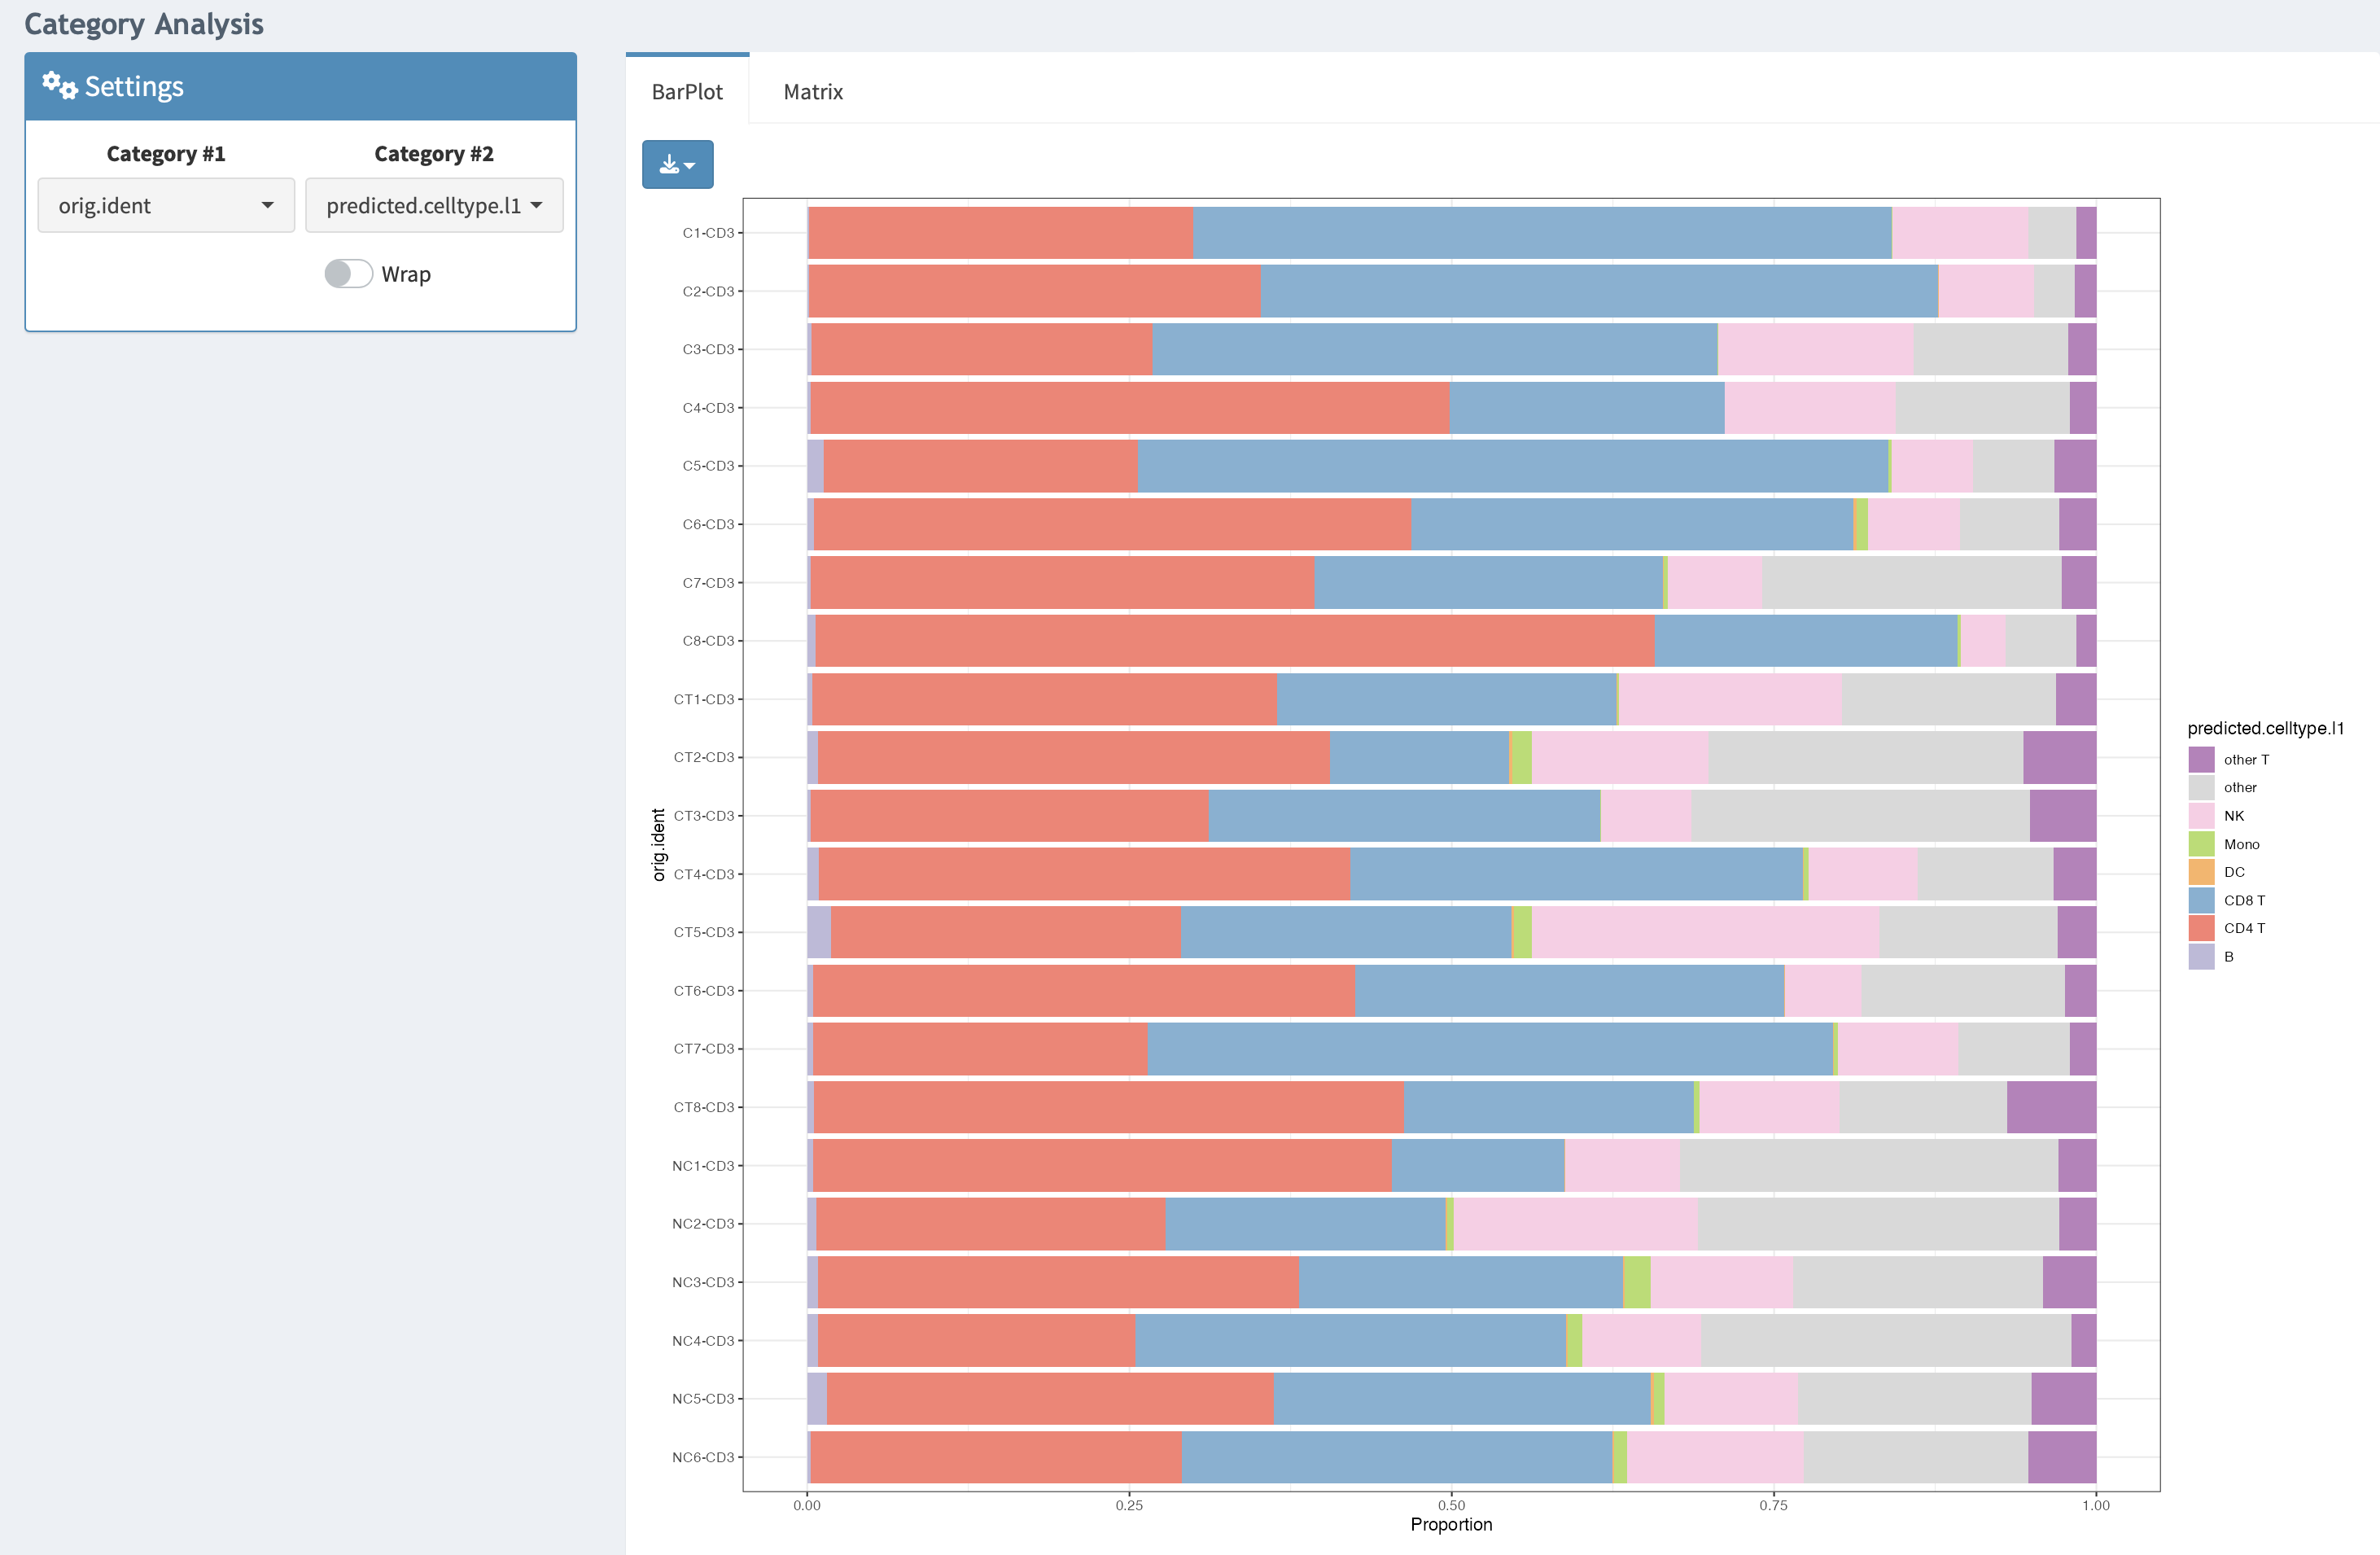 Category Analysis
Settings
Category #1
Category #2
orig.ident
predicted.celltype.l1
Wrap
BarPlot
Matrix
C1-CD3
C2-CD3
C3-CD3
C4-CD3
C5-CD3
C6-CD3
C7-CD3
C8-CD3
CT1-CD3
CT2-CD3
CT3-CD3
CT4-CD3
CT5-CD3
CT6-CD3
CT7-CD3
CT8-CD3
NC1-CD3
NC2-CD3
NC3-CD3
NC4-CD3
NC5-CD3
NC6-CD3
orig.ident
0.00
0.25
0.50
0.75
1.00
Proportion
predicted.celltype.l1
other T
other
NK
Mono
DC
CD8 T
CD4 T
B